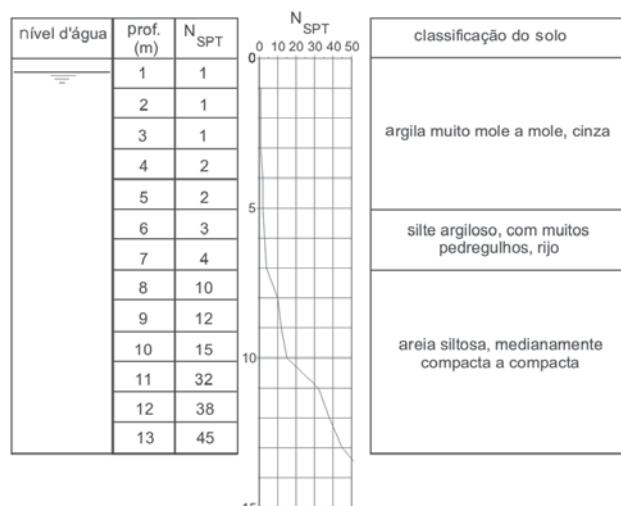 nível d'água
prof.
(m)
N SPT
N SPT
0 10 20 30 40 50
classificação do solo
0
5
10
15
1 1
2 1
3 1
4 2
5 2
6 3
7 4
8 10
9 12
10 15
11 32
12 38
13 45
argila muito mole a mole, cinza
silte argiloso, com muitos
pedregulhos, rijo
areia siltosa, medianamente
compacta a compacta